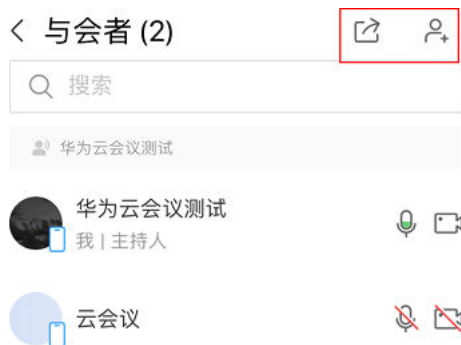 与会者 (2)
搜索
华为云会议测试
华为云会议测试
我 | 主持人
云会议